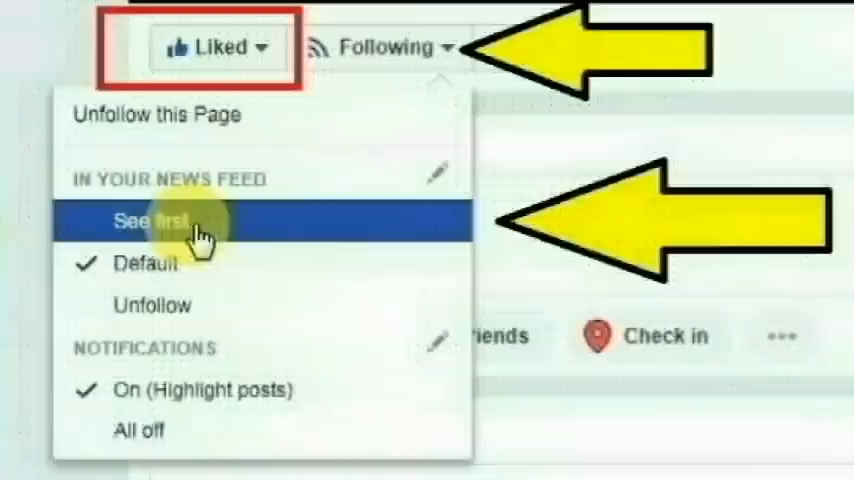 Liked Following
Unfollow this Page
IN YOUR NEWS FEED
See first
Default
Unfollow
NOTIFICATIONS
riends Check in
On (Highlight posts)
All off